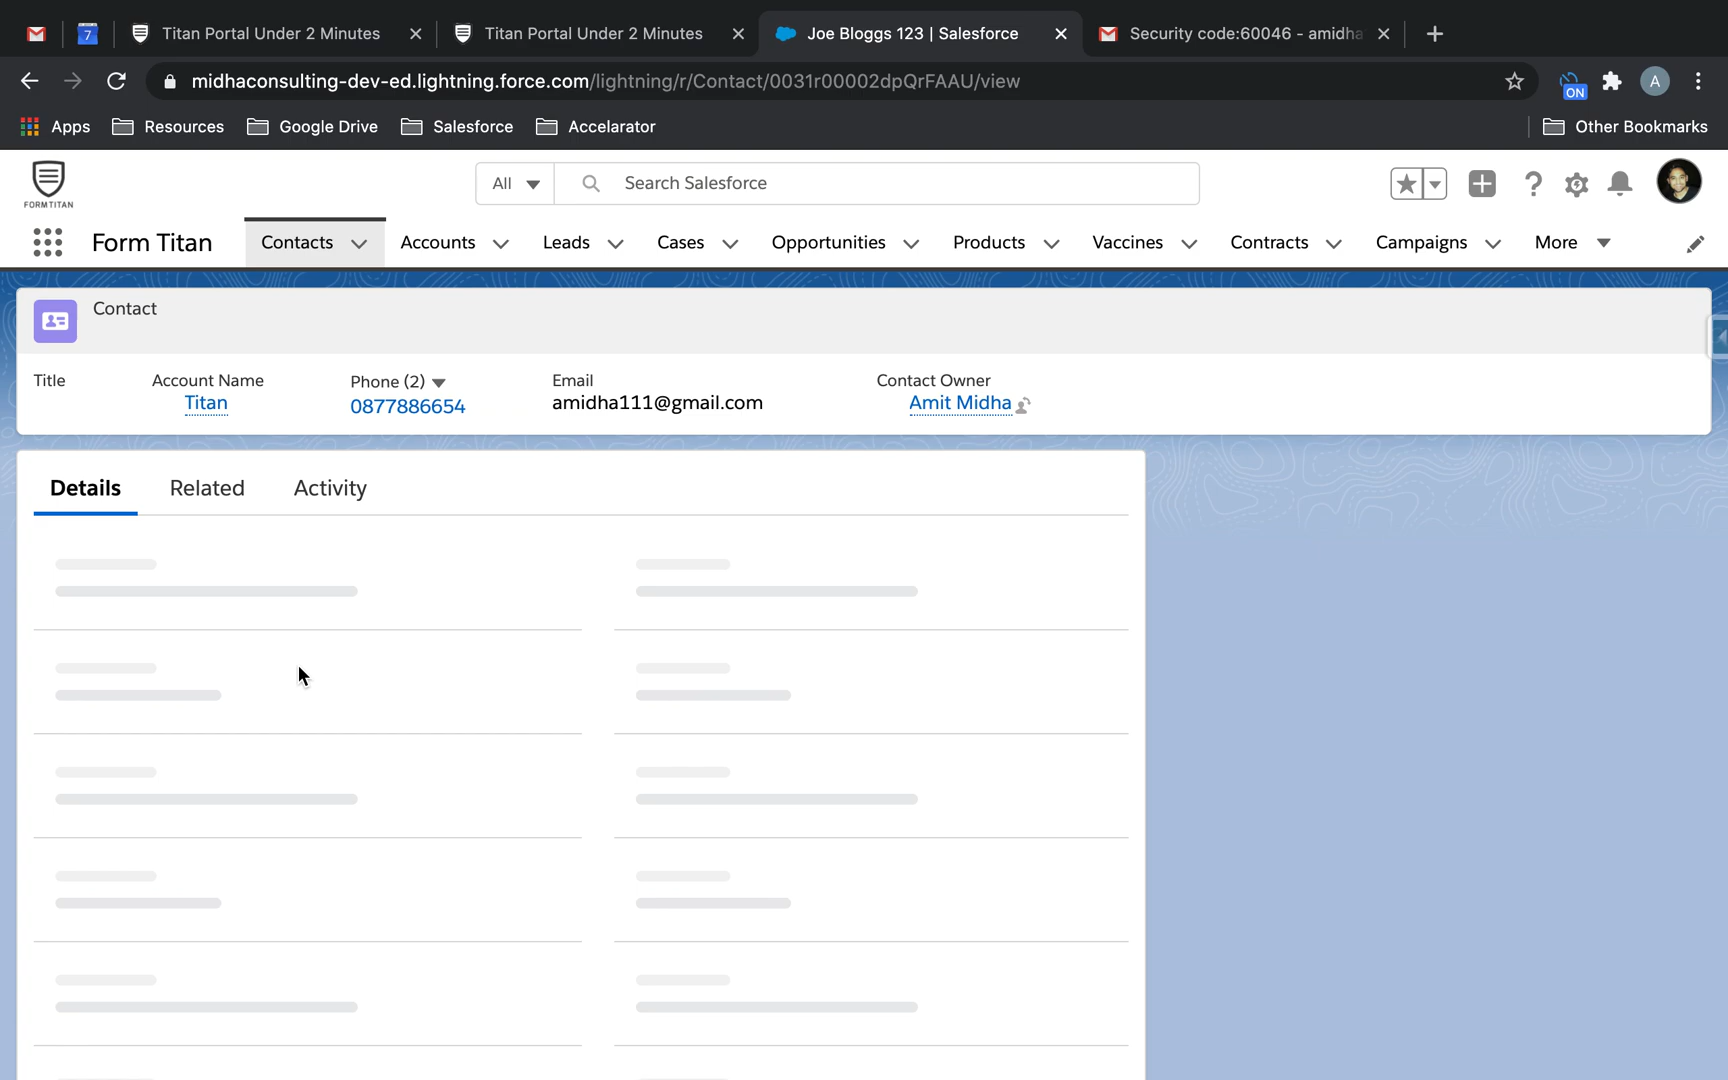 7
Titan Portal Under 2 Minutes
Titan Portal Under 2 Minutes
Joe Bloggs 123 | Salesforce
Security code:60046 - amidha
midhaconsulting-dev-ed.lightning.force.com/lightning/r/Contact/0031r00002dpQrFAAU/view
ON
A
Apps
Resources
Google Drive
Salesforce
Accelarator
Other Bookmarks
FORMTITAN
All
Search Salesforce
Form Titan
Contacts
Accounts
Leads
Cases
Opportunities
Products
Vaccines
Contracts
Campaigns
More
Contact
Title
Account Name
Phone (2)
Email
Contact Owner
Titan
0877886654
amidha111@gmail.com
Amit Midha
Details
Related
Activity